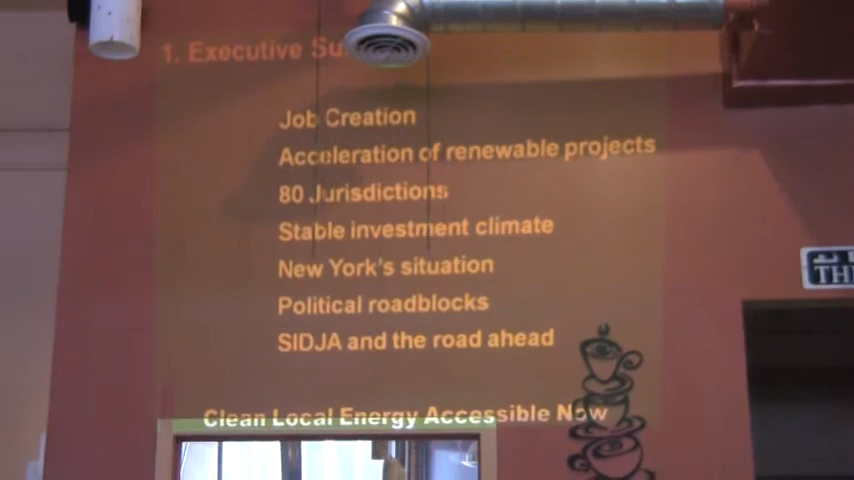 1. Executive
Job Creation
Acceleration of renewable projects
80 Jurisdictions
Stable investment climate
New York's situation
Political roadblocks
SIDJA and the road ahead
Clean Local Energy Accessible Now